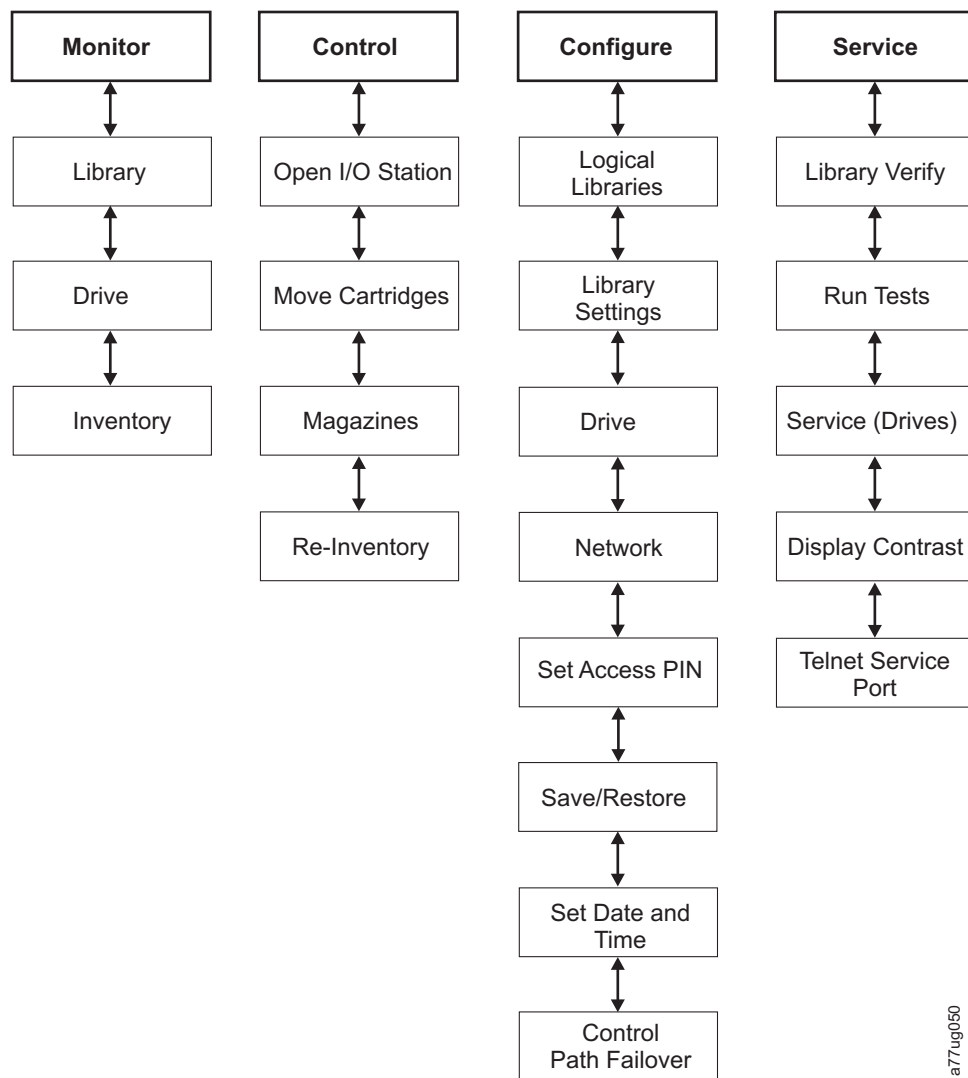 Monitor
Library
Drive
Inventory
Control
Open I/O Station
Move Cartridges
Magazines
Re-Inventory
Configure
Logical
Libraries
Library
Settings
Drive
Network
Set Access PIN
Save/Restore
Set Date and
Time
Control
Path Failover
Service
Library Verify
Run Tests
Service (Drives)
Display Contrast
Telnet Service
Port
a77ug050